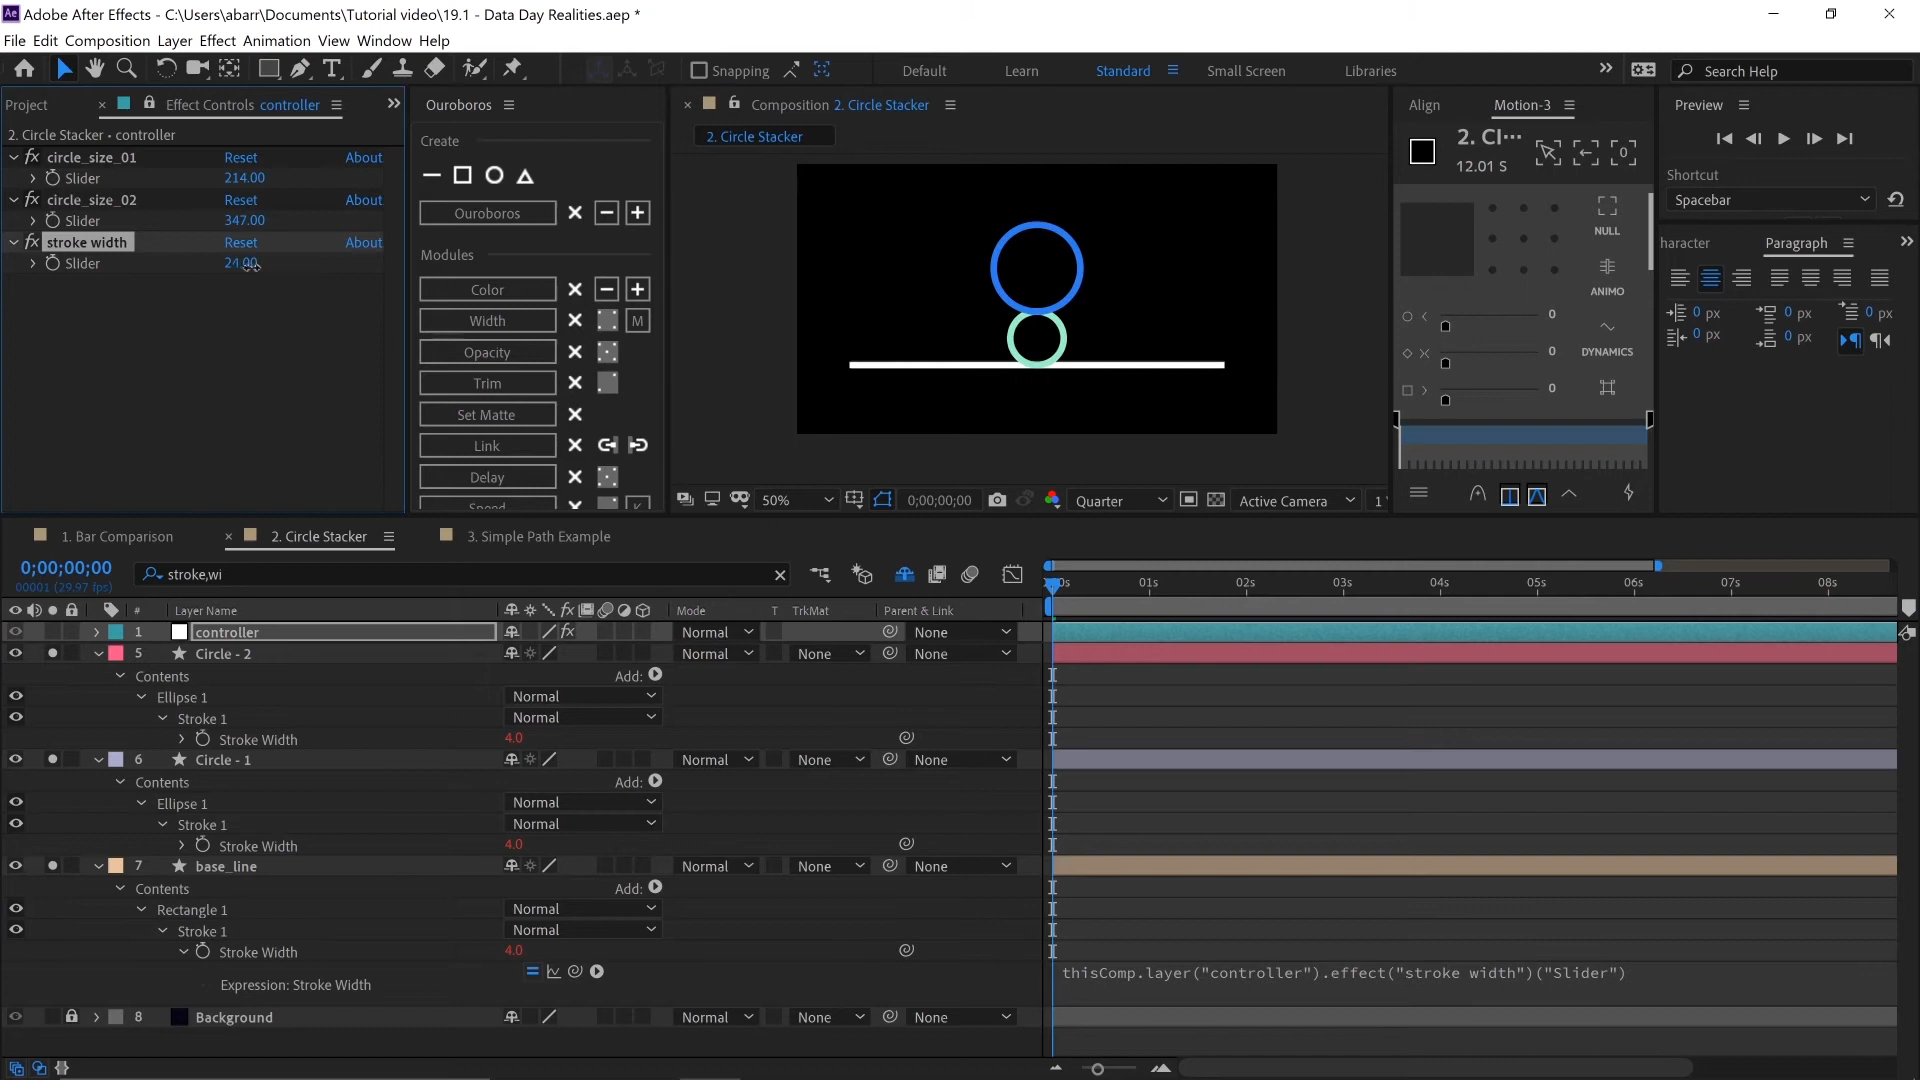 Adobe After Effects - C:\Users\abarr\Documents\Tutorial video\19.1 - Data Day Realities.aep *
File Edit Composition Layer Effect Animation View Window Help
Snapping Default Learn Standard Small Screen Libraries Search Help
Project Effect Controls controller
2. Circle Stacker • controller
circle_size_01 Reset About
Slider 214.00
circle_size_02 Reset About
Slider 347.00
stroke width Reset About
Slider 24.00
Ouroboros
Create
Ouroboros
Modules
Color
Width M
Opacity
Trim
Set Matte
Link
Delay
Speed
Composition 2. Circle Stacker
2. Circle Stacker
50% 0;00;00;00 Quarter Active Camera 1
Align Motion-3
2. Cl...
12.01 S
NULL
ANIMO
DYNAMICS
0
0
0
Preview
Shortcut
Spacebar
haracter Paragraph
0 px 0 px 0 px
0 px 0 px
1. Bar Comparison 2. Circle Stacker 3. Simple Path Example
0;00;00;00 stroke,wi
00001 (29.97 fps)
0s 01s 02s 03s 04s 05s 06s 07s 08s
# Layer Name fx Mode T TrkMat Parent & Link
1 controller fx Normal None
5 Circle - 2 Normal None None
Contents Add:
Ellipse 1 Normal
Stroke 1 Normal
Stroke Width 4.0
6 Circle - 1 Normal None None
Contents Add:
Ellipse 1 Normal
Stroke 1 Normal
Stroke Width 4.0
7 base_line Normal None None
Contents Add:
Rectangle 1 Normal
Stroke 1 Normal
Stroke Width 4.0
Expression: Stroke Width thisComp.layer("controller").effect("stroke width")("Slider")
8 Background Normal None None